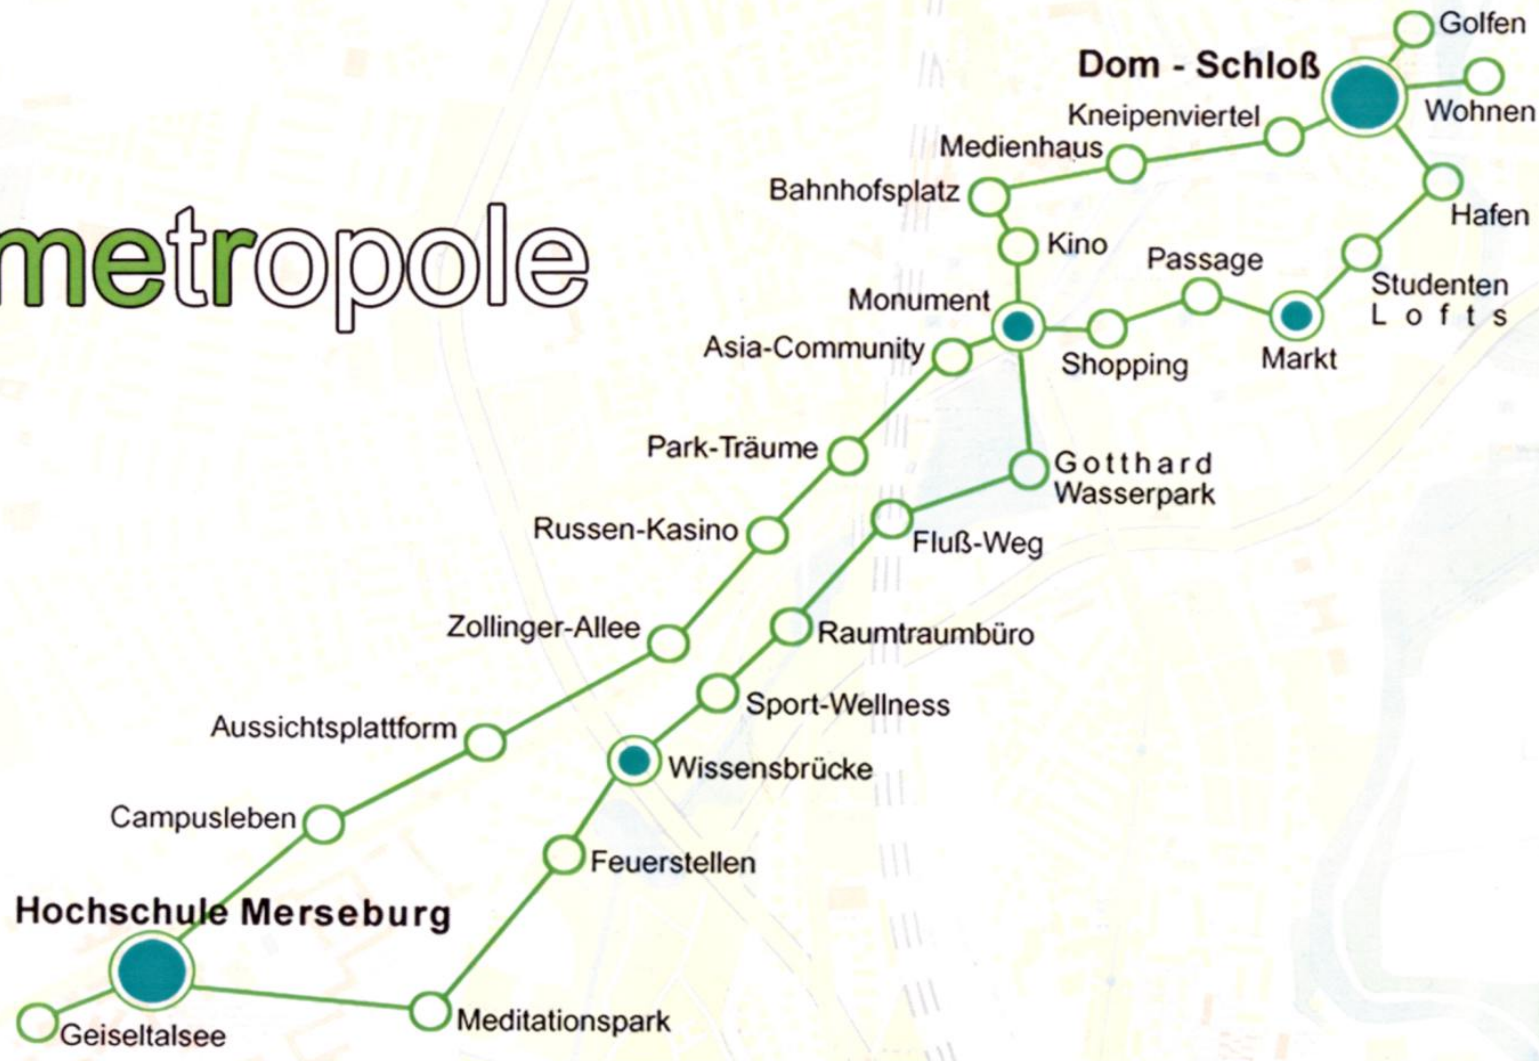 Golfen
Dom - Schloß
Wohnen
Kneipenviertel
Medienhaus
Bahnhofsplatz
Hafen
metropole
Kino
Passage
Studenten
Lofts
Monument
Asia-Community
Shopping
Markt
Park-Träume
Gotthard
Wasserpark
Russen-Kasino
Fluß-Weg
Zollinger-Allee
Raumtraumbüro
Sport-Wellness
Aussichtsplattform
Wissensbrücke
Campusleben
Feuerstellen
Hochschule Merseburg
Meditationspark
Geiseltalsee